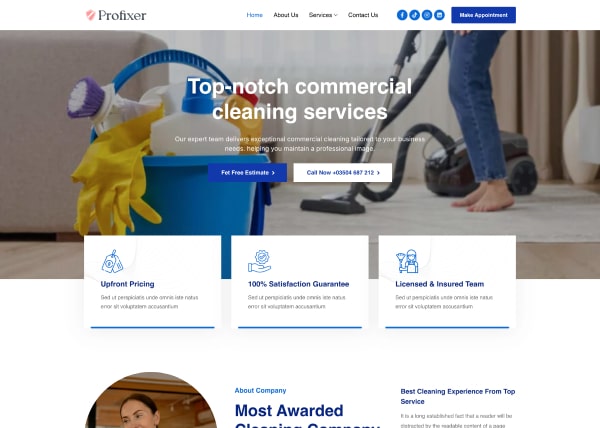 Profixer
Home
About Us
Services
Contact Us
Make Appointment
Top-notch commercial
cleaning services
Our expert team delivers exceptional commercial cleaning tailored to your business
needs, helping you maintain a professional image.
Fet Free Estimate
Call Now +03504 687 212
Upfront Pricing
Sed ut perspiciatis unde omnis iste natus
error sit voluptatem accusantium
100% Satisfaction Guarantee
Sed ut perspiciatis unde omnis iste natus
error sit voluptatem accusantium
Licensed & Insured Team
Sed ut perspiciatis unde omnis iste natus
error sit voluptatem accusantium
About Company
Most Awarded
Cleaning Company
Best Cleaning Experience From Top
Service
It is a long established fact that a reader will be
distracted by the readable content of a page